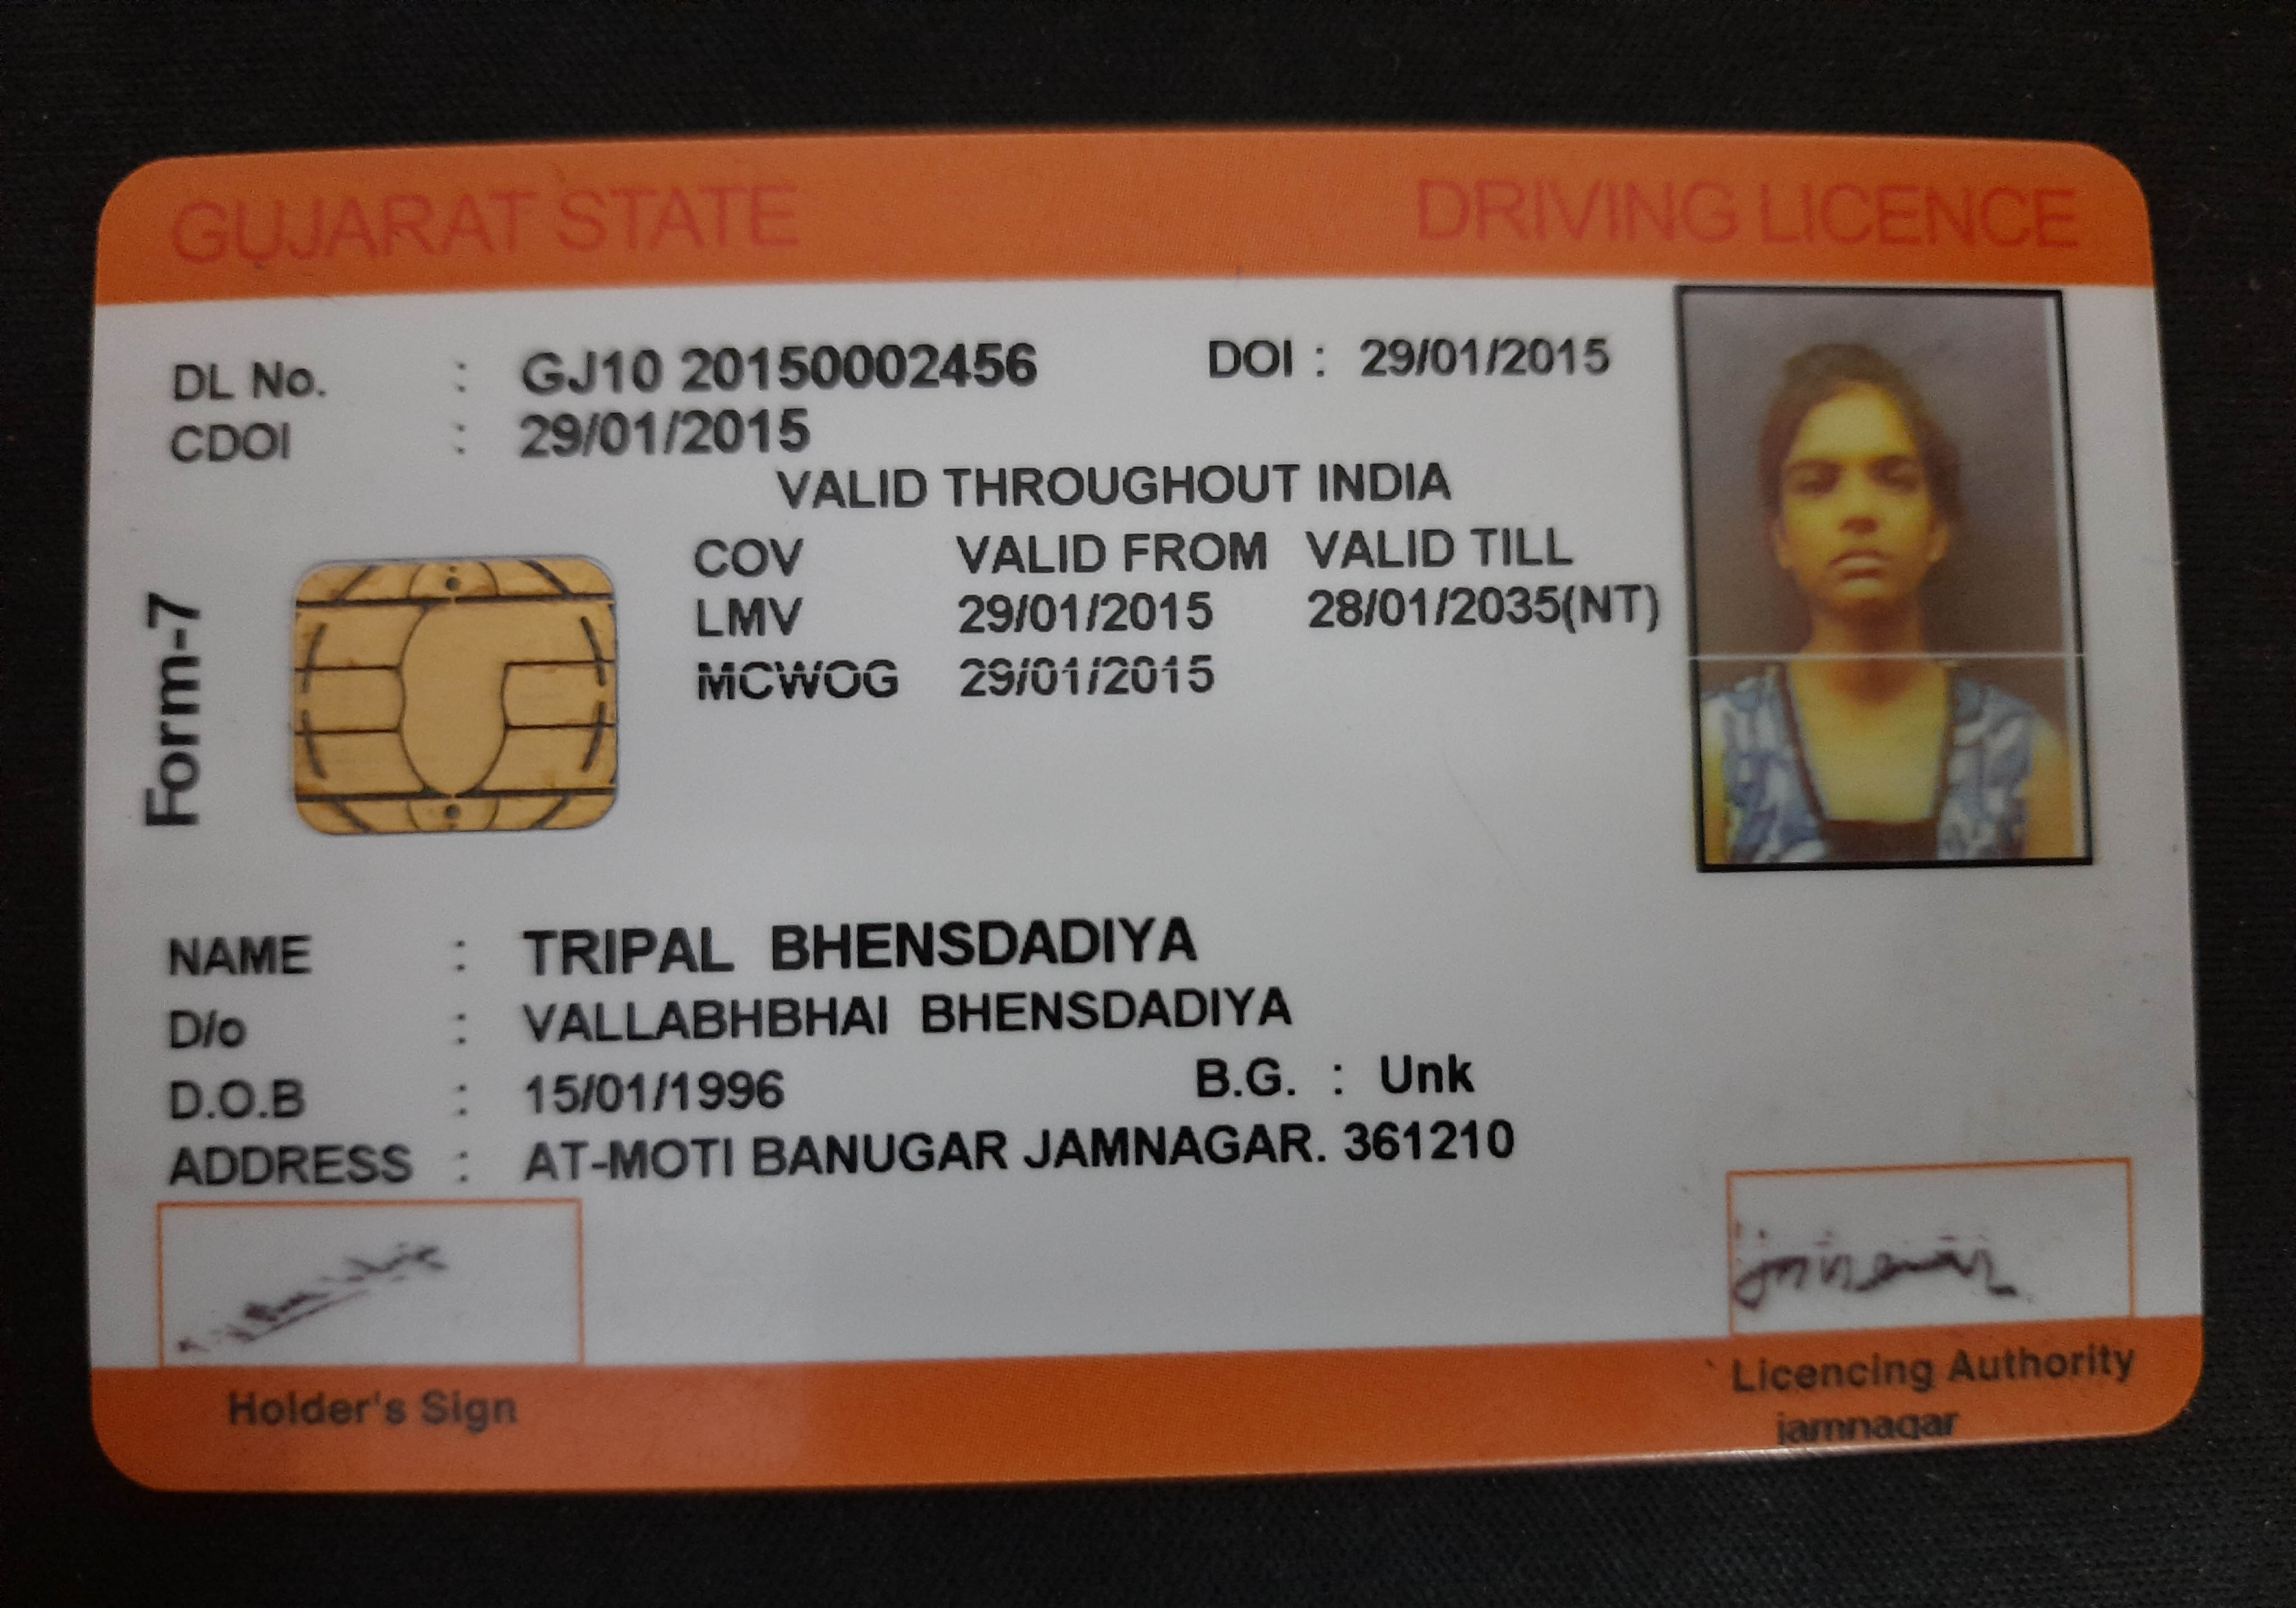 GUJARAT STATE DRIVING LICENCE
DL No. : GJ10 20150002456 DOI : 29/01/2015
CDOI : 29/01/2015
VALID THROUGHOUT INDIA
COV VALID FROM VALID TILL
LMV 29/01/2015 28/01/2035(NT)
MCWOG 29/01/2015
Form-7
NAME : TRIPAL BHENSDADIYA
D/o : VALLABHBHAI BHENSDADIYA
D.O.B : 15/01/1996 B.G. : Unk
ADDRESS : AT-MOTI BANUGAR JAMNAGAR. 361210
Holder's Sign
Licencing Authority
jamnagar